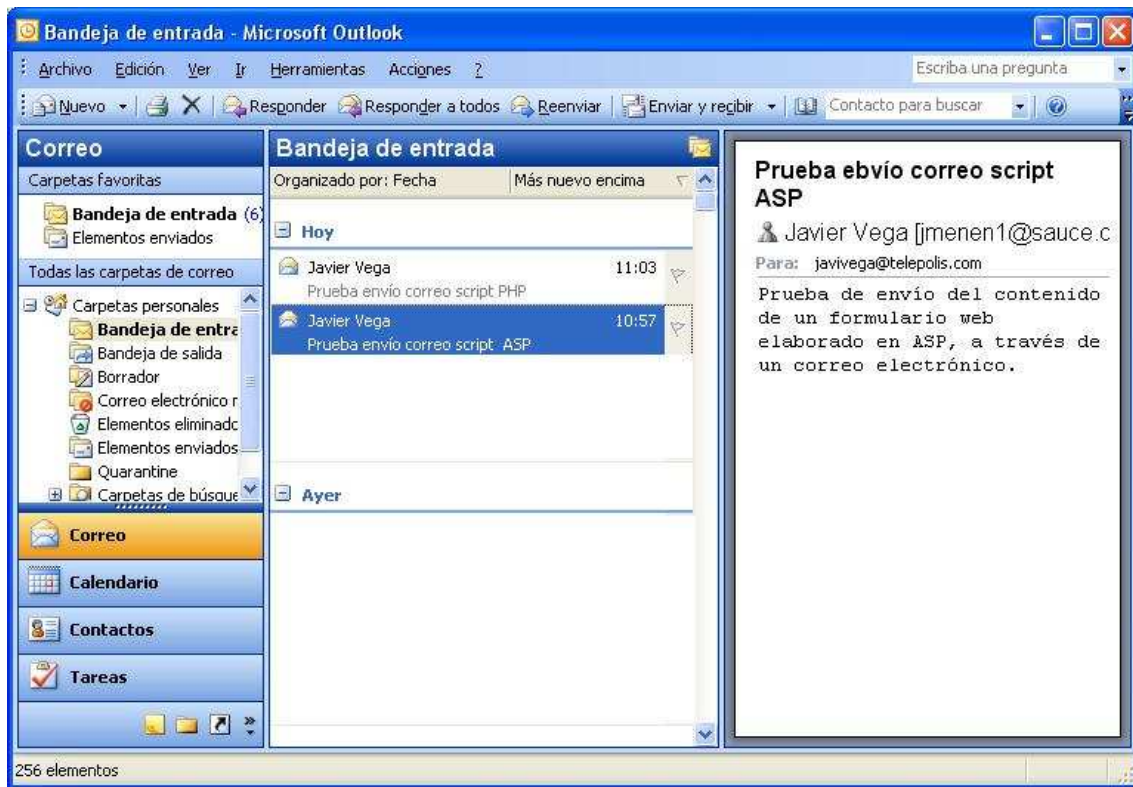 Bandeja de entrada - Microsoft Outlook
Archivo Edición Ver Ir Herramientas Acciones ? Escriba una pregunta
Nuevo Responder Responder a todos Reenviar Enviar y recibir Contacto para buscar
Correo
Carpetas favoritas
Bandeja de entrada (6)
Elementos enviados
Todas las carpetas de correo
Carpetas personales
Bandeja de entra
Bandeja de salida
Borrador
Correo electrónico r
Elementos eliminadc
Elementos enviados
Quarantine
Carpetas de búsque
Correo
Calendario
Contactos
Tareas
Bandeja de entrada
Organizado por: Fecha Más nuevo encima
Hoy
Javier Vega 11:03
Prueba envío correo script PHP
Javier Vega 10:57
Prueba envío correo script ASP
Ayer
Prueba ebvío correo script
ASP
Javier Vega [jmenen1@sauce.c
Para: javivega@telepolis.com
Prueba de envío del contenido
de un formulario web
elaborado en ASP, a través de
un correo electrónico.
256 elementos